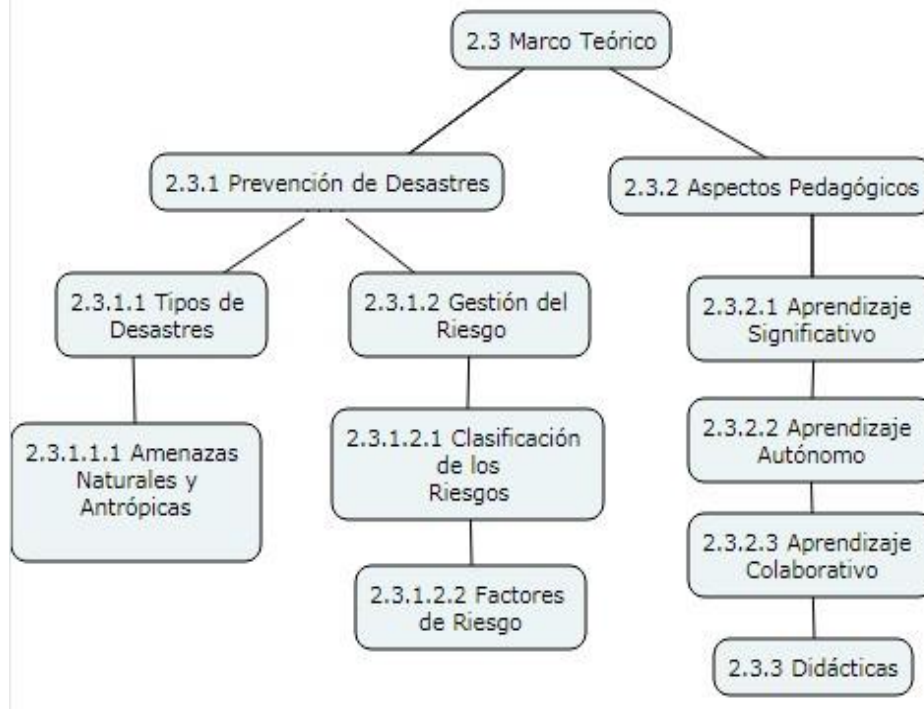 2.3 Marco Teórico
2.3.1 Prevención de Desastres
2.3.2 Aspectos Pedagógicos
2.3.1.1 Tipos de
Desastres
2.3.1.2 Gestión del
Riesgo
2.3.2.1 Aprendizaje
Significativo
2.3.1.1.1 Amenazas
Naturales y
Antrópicas
2.3.1.2.1 Clasificación
de los
Riesgos
2.3.2.2 Aprendizaje
Autónomo
2.3.2.3 Aprendizaje
Colaborativo
2.3.1.2.2 Factores
de Riesgo
2.3.3 Didácticas